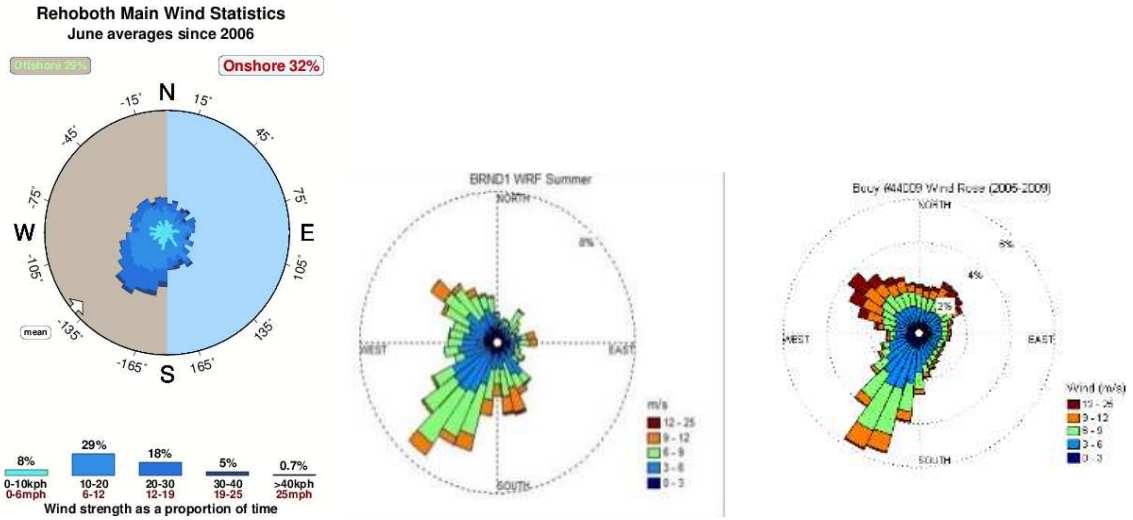 Rehoboth Main Wind Statistics
June averages since 2006
Offshore 29%
Onshore 32%
N
-15°
15°
-45°
45°
-75°
75°
W
E
-105°
105°
mean
-135°
135°
-165°
165°
S
8%
29%
18%
5%
0.7%
0-10kph
10-20
20-30
30-40
>40kph
0-6mph
6-12
12-19
19-25
25mph
Wind strength as a proportion of time
BRND1 WRF Summer
NORTH
8%
WEST
EAST
SOUTH
m/s
12 - 25
9 - 12
6 - 9
3 - 6
0 - 3
Bouy #44009 Wind Rose (2005-2009)
NORTH
6%
4%
2%
WEST
EAST
SOUTH
Wind (m/s)
12 - 25
9 - 12
6 - 9
3 - 6
0 - 3